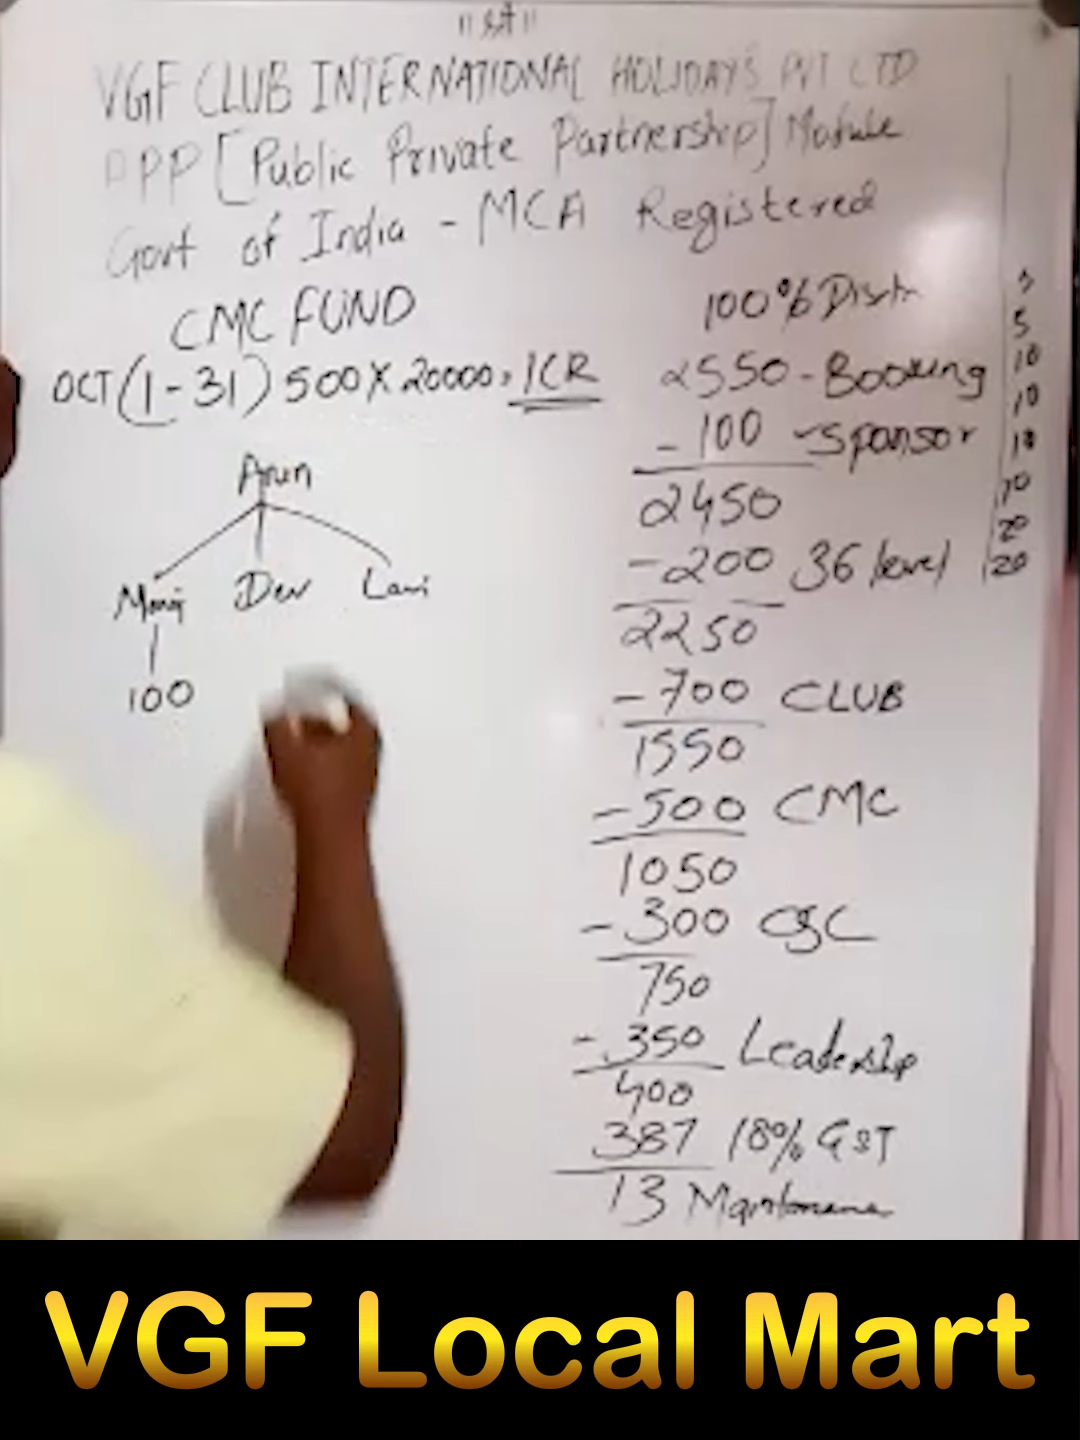 VGF CLUB INTERNATIONAL HOLIDAYS PVT LTD
PPP [Public Private Partnership] Module
Govt of India - MCA Registered
CMC FUND
OCT (1-31) 500 X 20000 = 1CR
Arun
Dev
100
100% Distr
2550 - Booking
- 100 - Sponsor
2450
- 200 36 level
2250
- 700 CLUB
1550
- 500 CMC
1050
- 300 CSC
750
- 350 Leadership
400
387 18% GST
13
5
10
10
10
10
20
20
VGF Local Mart